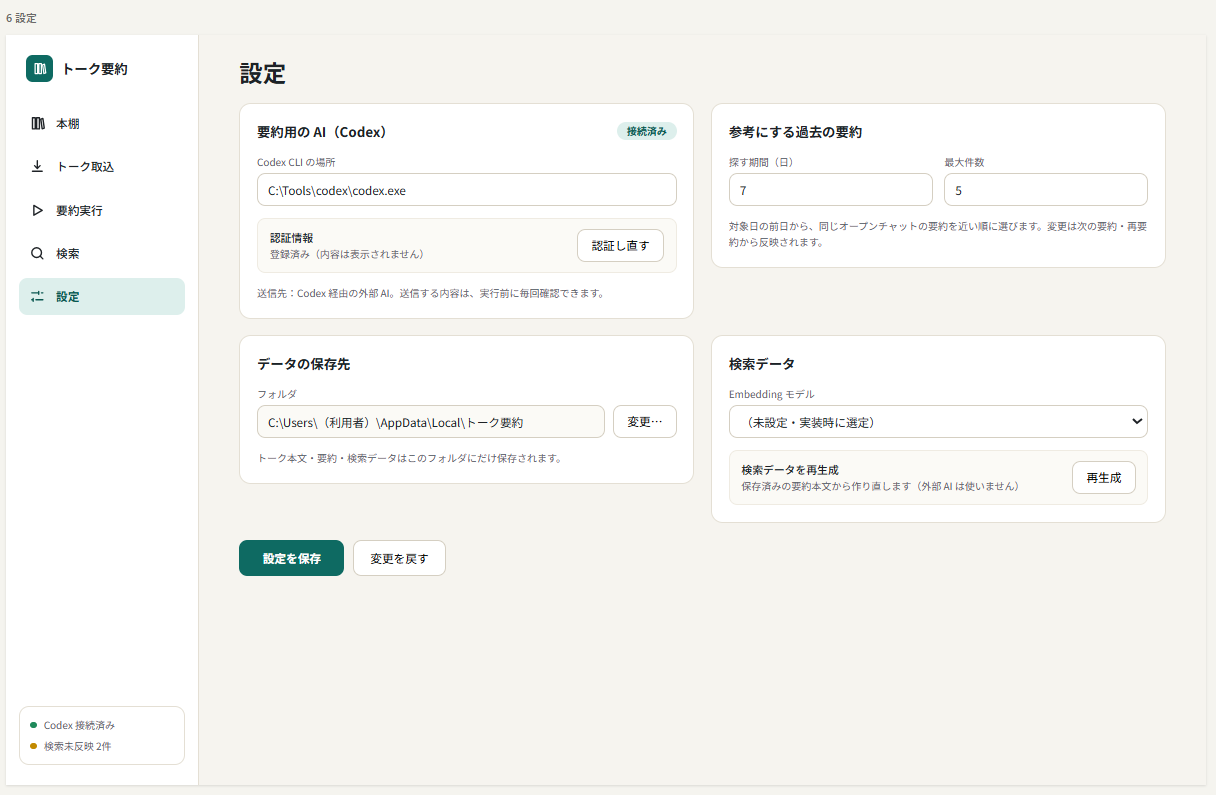 6 設定
トーク要約
本棚
トーク取込
要約実行
検索
設定
Codex 接続済み
検索未反映 2件
設定
要約用の AI（Codex）
接続済み
Codex CLI の場所
C:\Tools\codex\codex.exe
認証情報
登録済み（内容は表示されません）
認証し直す
送信先：Codex 経由の外部 AI。送信する内容は、実行前に毎回確認できます。
参考にする過去の要約
探す期間（日）
最大件数
7
5
対象日の前日から、同じオープンチャットの要約を近い順に選びます。変更は次の要約・再要
約から反映されます。
データの保存先
フォルダ
C:\Users\（利用者）\AppData\Local\トーク要約
変更…
トーク本文・要約・検索データはこのフォルダにだけ保存されます。
検索データ
Embedding モデル
（未設定・実装時に選定）
検索データを再生成
保存済みの要約本文から作り直します（外部 AI は使いません）
再生成
設定を保存
変更を戻す